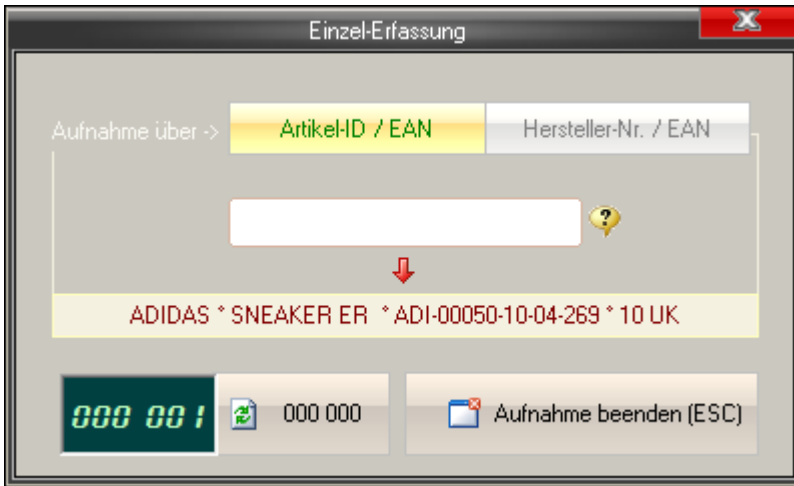 Einzel-Erfassung
Aufnahme über ->
Artikel-ID / EAN
Hersteller-Nr. / EAN
?
ADIDAS * SNEAKER ER * ADI-00050-10-04-269 * 10 UK
000 001
000 000
Aufnahme beenden (ESC)